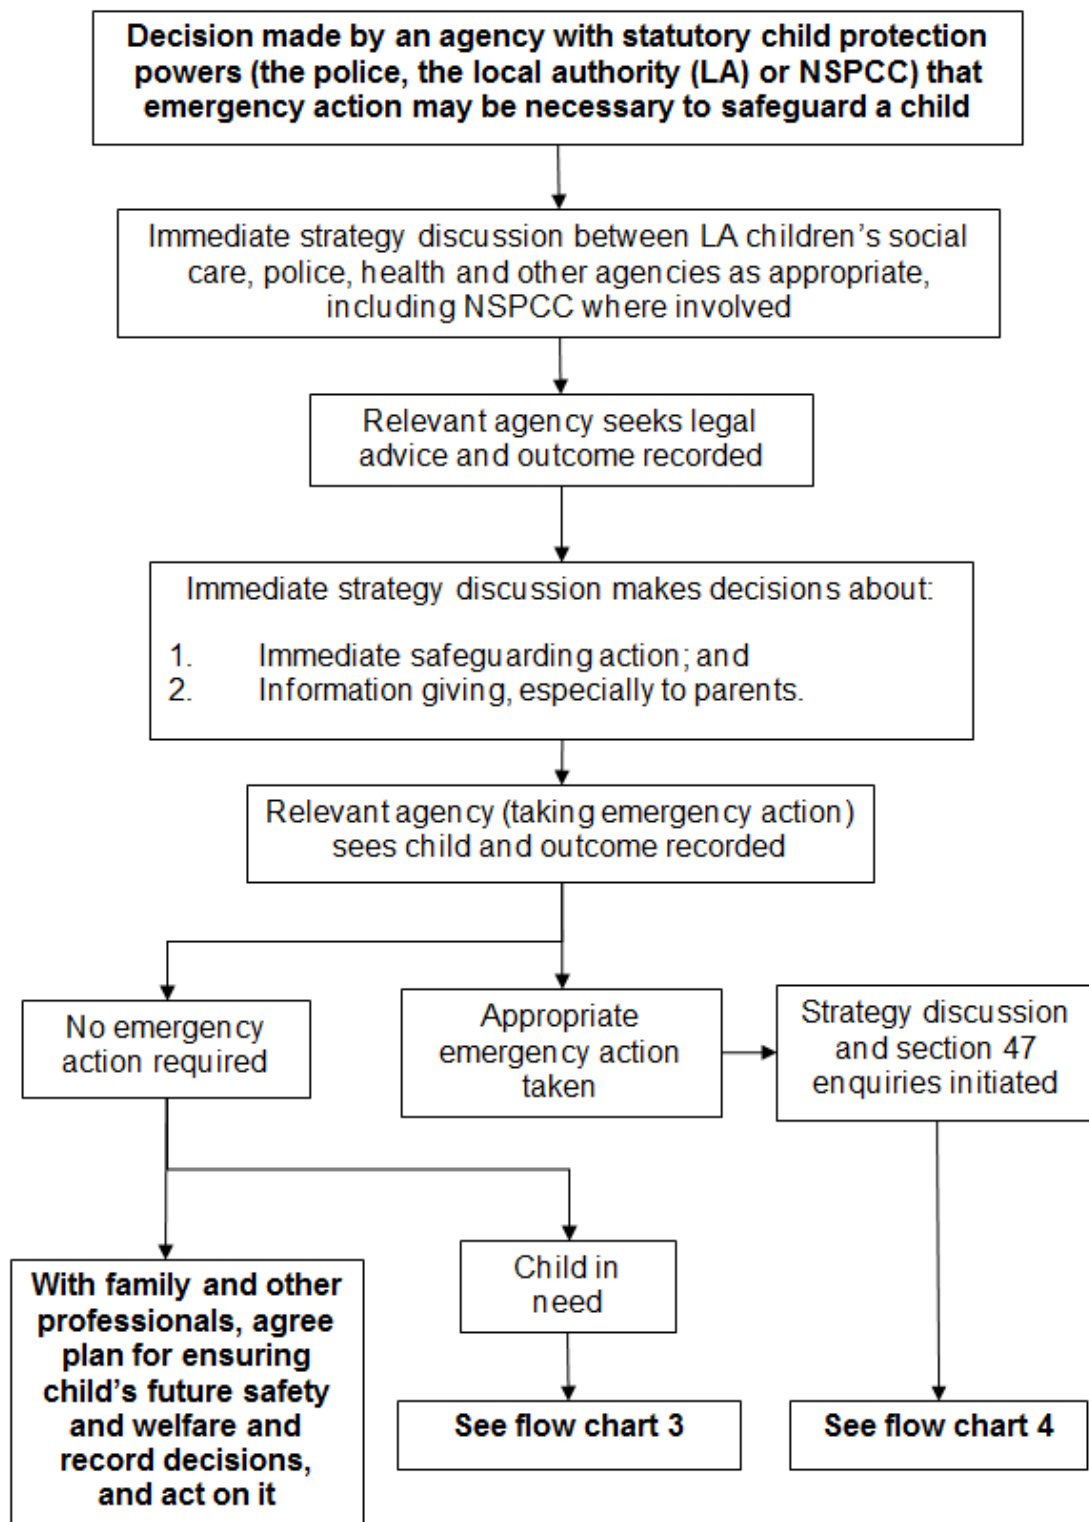 Decision made by an agency with statutory child protection
powers (the police, the local authority (LA) or NSPCC) that
emergency action may be necessary to safeguard a child
Immediate strategy discussion between LA children's social
care, police, health and other agencies as appropriate,
including NSPCC where involved
Relevant agency seeks legal
advice and outcome recorded
Immediate strategy discussion makes decisions about:
1. Immediate safeguarding action; and
2. Information giving, especially to parents.
Relevant agency (taking emergency action)
sees child and outcome recorded
No emergency
action required
Appropriate
emergency action
taken
Strategy discussion
and section 47
enquiries initiated
With family and other
professionals, agree
plan for ensuring
child's future safety
and welfare and
record decisions,
and act on it
Child in
need
See flow chart 3
See flow chart 4